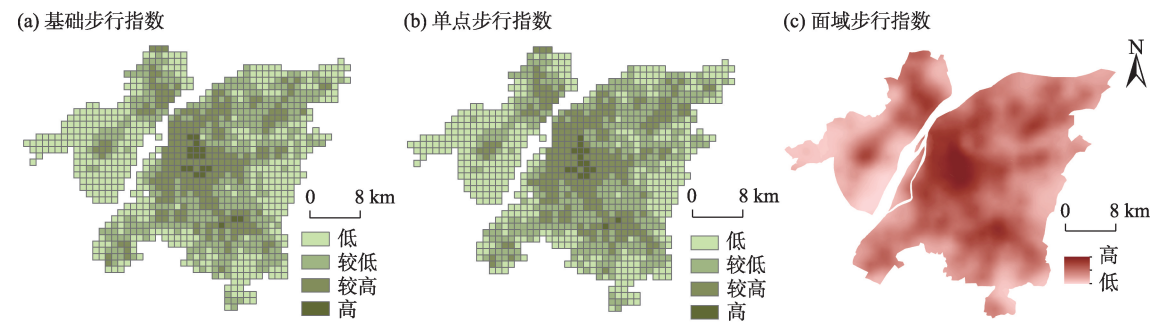 (a) 基础步行指数
(b) 单点步行指数
(c) 面域步行指数
N
0 8 km
低
较低
较高
高
0 8 km
低
较低
较高
高
0 8 km
高
低